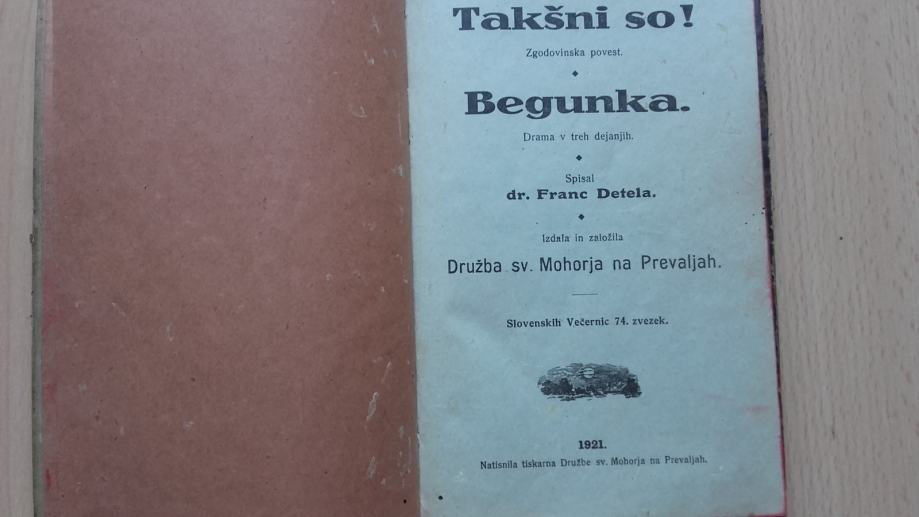 Takšni so!
Zgodovinska povest.
Begunka.
Drama v treh dejanjih.
Spisal
dr. Franc Detela.
Izdala in založila
Družba sv. Mohorja na Prevaljah.
Slovenskih Večernic 74. zvezek.
1921.
Natisnila tiskarna Družbe sv. Mohorja na Prevaljah.